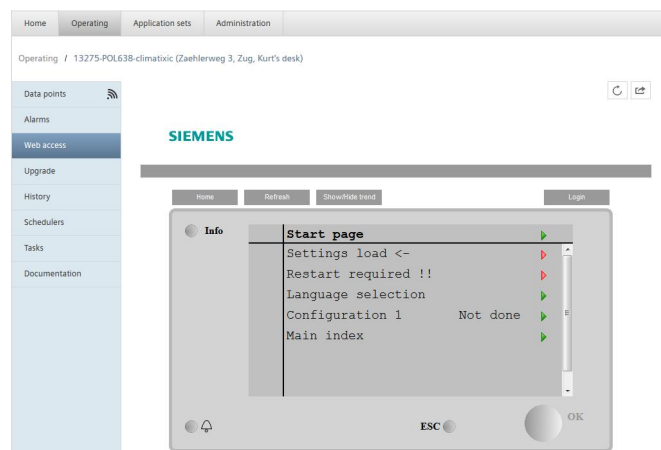 Home Operating Application sets Administration
Operating / 13275-POL638-climatixic (Zaehlerweg 3, Zug, Kurt's desk)
Data points
Alarms
Web access
Upgrade
History
Schedulers
Tasks
Documentation
SIEMENS
Home Refresh Show/Hide trend Login
Info
Start page
Settings load <-
Restart required !!
Language selection
Configuration 1 Not done
Main index
ESC
OK